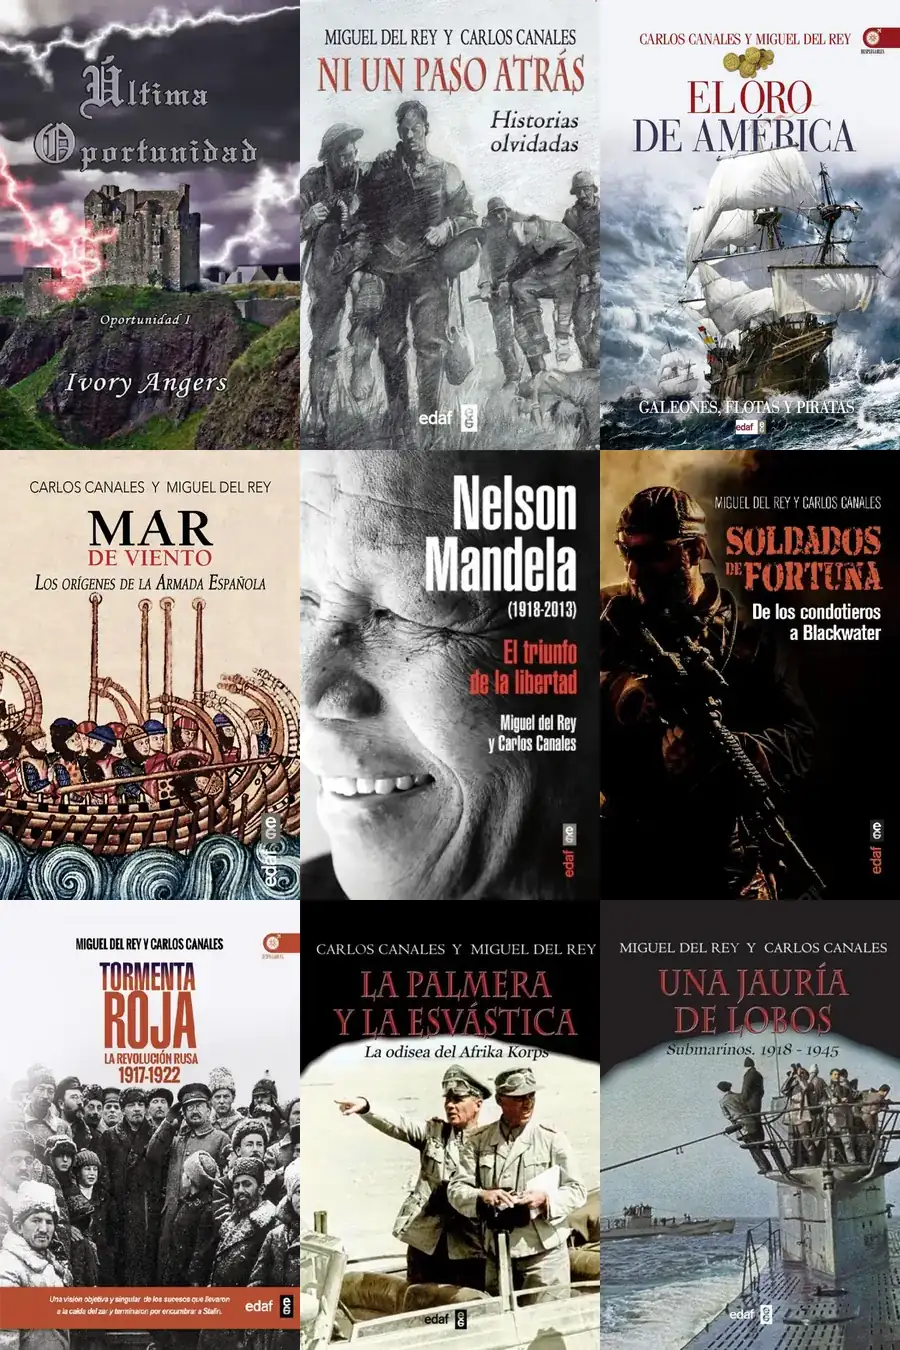 Última
Oportunidad
Oportunidad I
Ivory Angers
MIGUEL DEL REY Y CARLOS CANALES
NI UN PASO ATRÁS
Historias
olvidadas
edaf
CARLOS CANALES Y MIGUEL DEL REY
EL ORO
DE AMÉRICA
GALEONES, FLOTAS Y PIRATAS
edaf
CARLOS CANALES Y MIGUEL DEL REY
MAR
DE VIENTO
LOS ORÍGENES DE LA ARMADA ESPAÑOLA
edaf
Nelson
Mandela
(1918-2013)
El triunfo
de la libertad
Miguel del Rey
y Carlos Canales
edaf
MIGUEL DEL REY Y CARLOS CANALES
SOLDADOS
DE FORTUNA
De los condotieros
a Blackwater
edaf
MIGUEL DEL REY Y CARLOS CANALES
TORMENTA
ROJA
LA REVOLUCIÓN RUSA
1917-1922
Una visión objetiva y singular de los sucesos que llevaron
a la caída del zar y terminaron por encumbrar a Stalin.
edaf
CARLOS CANALES Y MIGUEL DEL REY
LA PALMERA
Y LA ESVÁSTICA
La odisea del Afrika Korps
edaf
MIGUEL DEL REY Y CARLOS CANALES
UNA JAURÍA
DE LOBOS
Submarinos. 1918 - 1945
edaf